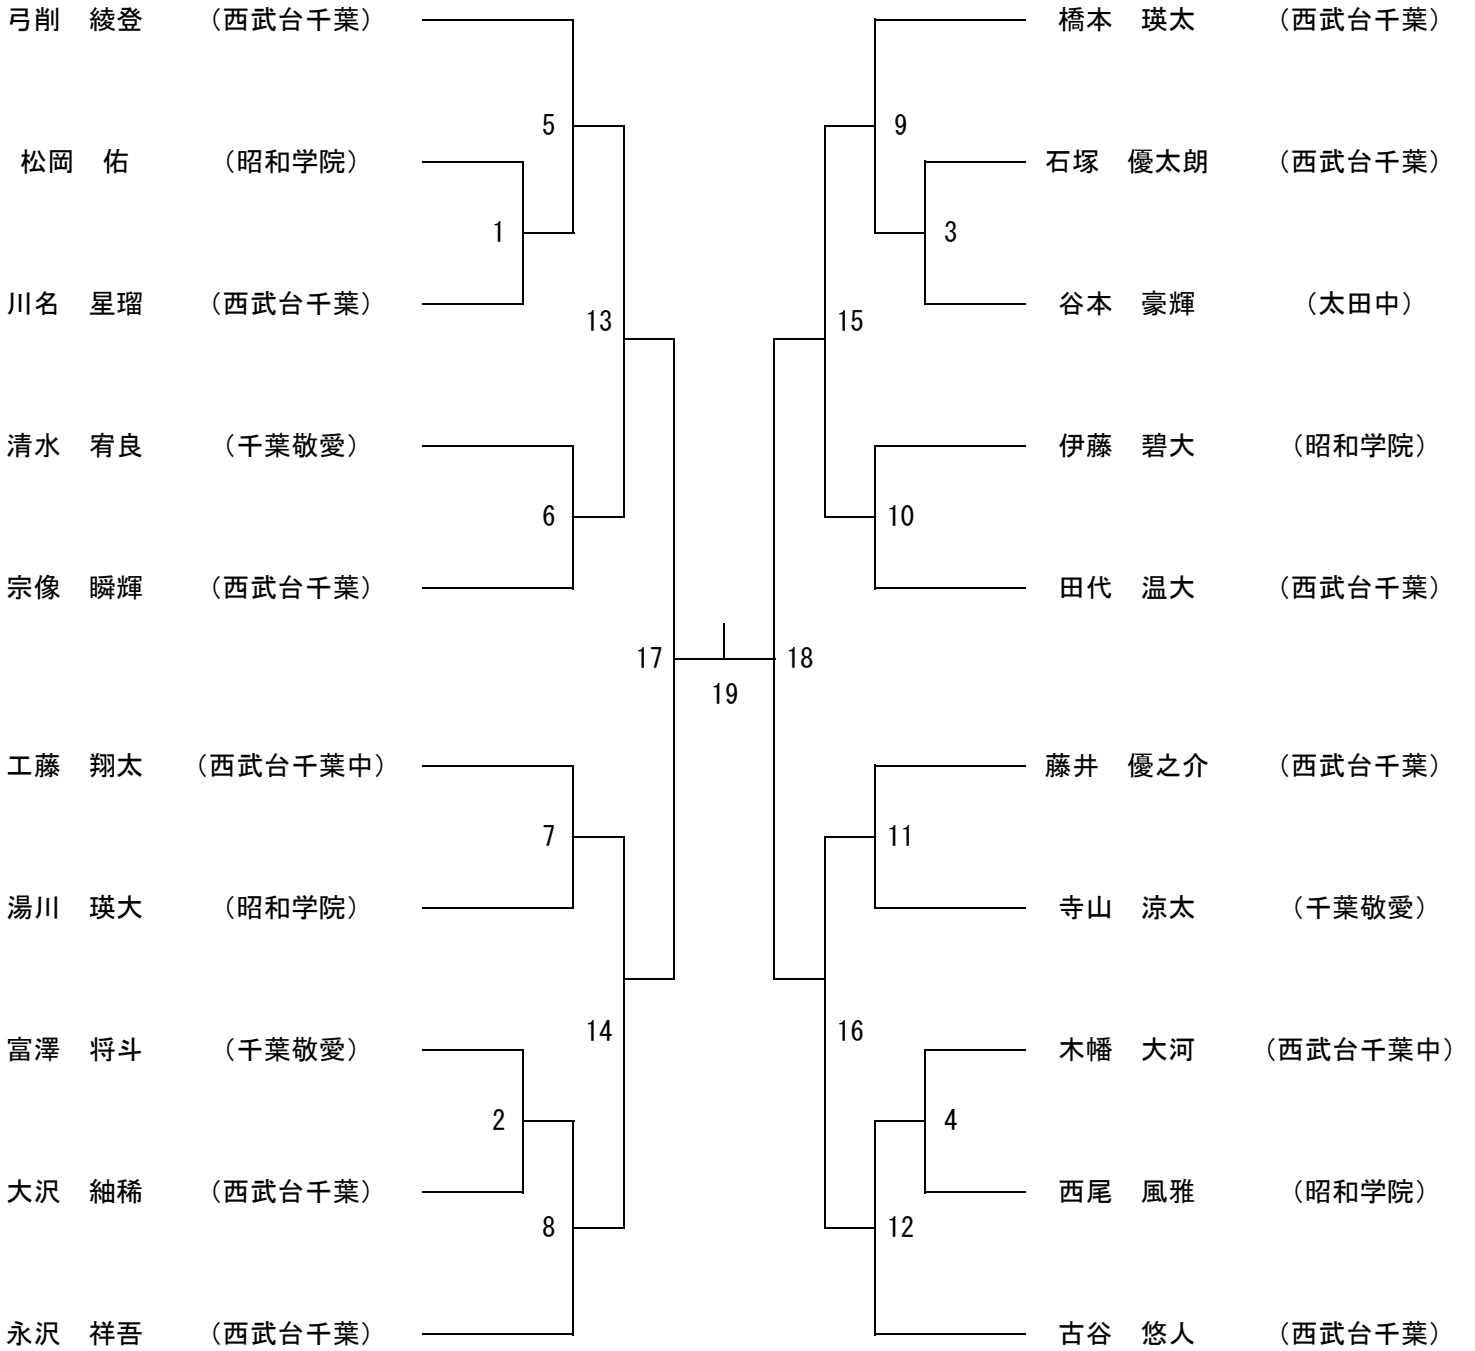 弓削　綾登　（西武台千葉）
5
松岡　佑　（昭和学院）
1
川名　星瑠　（西武台千葉）
13
清水　宥良　（千葉敬愛）
6
宗像　瞬輝　（西武台千葉）
17
19
工藤　翔太　（西武台千葉中）
7
湯川　瑛大　（昭和学院）
14
富澤　将斗　（千葉敬愛）
2
大沢　紬稀　（西武台千葉）
8
永沢　祥吾　（西武台千葉）
橋本　瑛太　（西武台千葉）
9
石塚　優太朗　（西武台千葉）
3
谷本　豪輝　（太田中）
15
伊藤　碧大　（昭和学院）
10
田代　温大　（西武台千葉）
18
藤井　優之介　（西武台千葉）
11
寺山　涼太　（千葉敬愛）
16
木幡　大河　（西武台千葉中）
4
西尾　風雅　（昭和学院）
12
古谷　悠人　（西武台千葉）